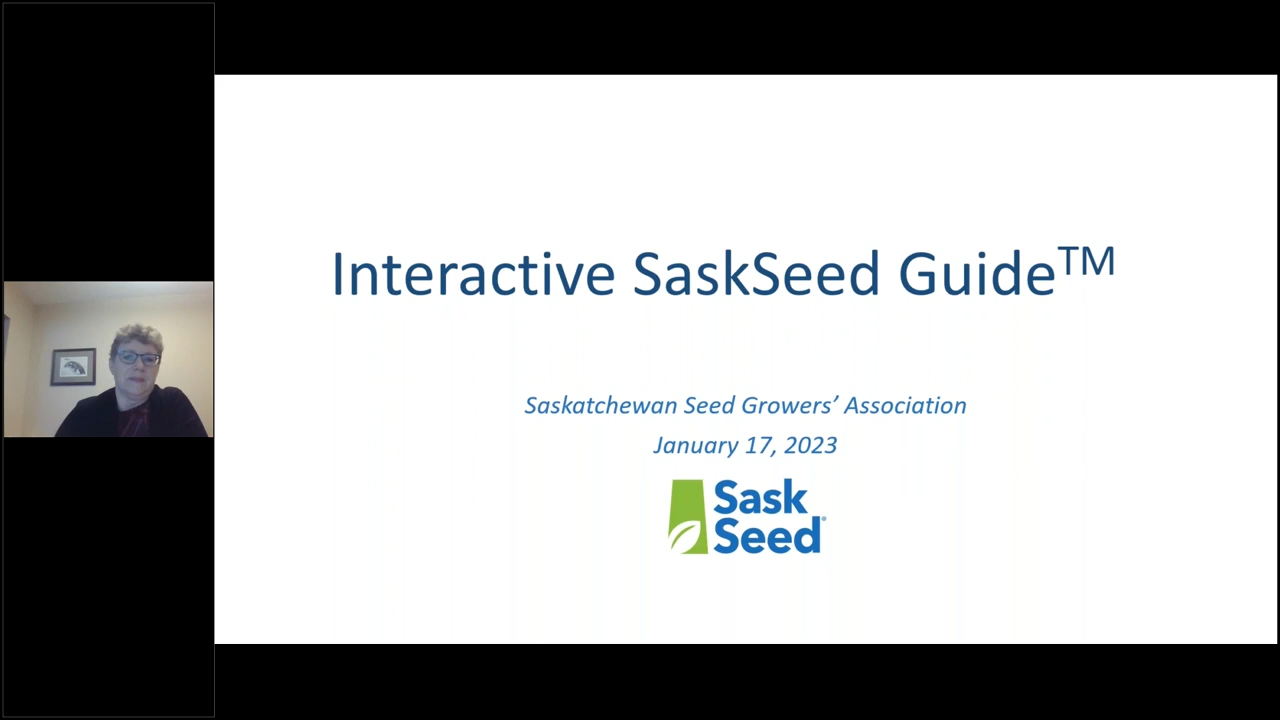 Interactive SaskSeed Guide™
Saskatchewan Seed Growers’ Association
January 17, 2023
Sask
Seed®